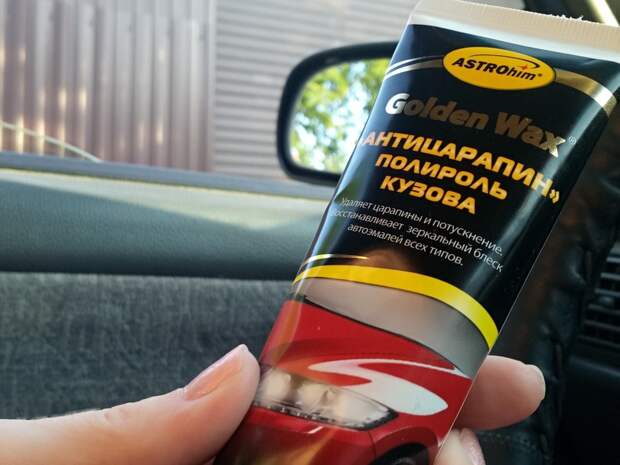 ASTROhim®
Golden Wax®
«АНТИЦАРАПИН»
ПОЛИРОЛЬ
КУЗОВА
Удаляет царапины и потускнение.
Восстанавливает зеркальный блеск
автоэмалей всех типов.